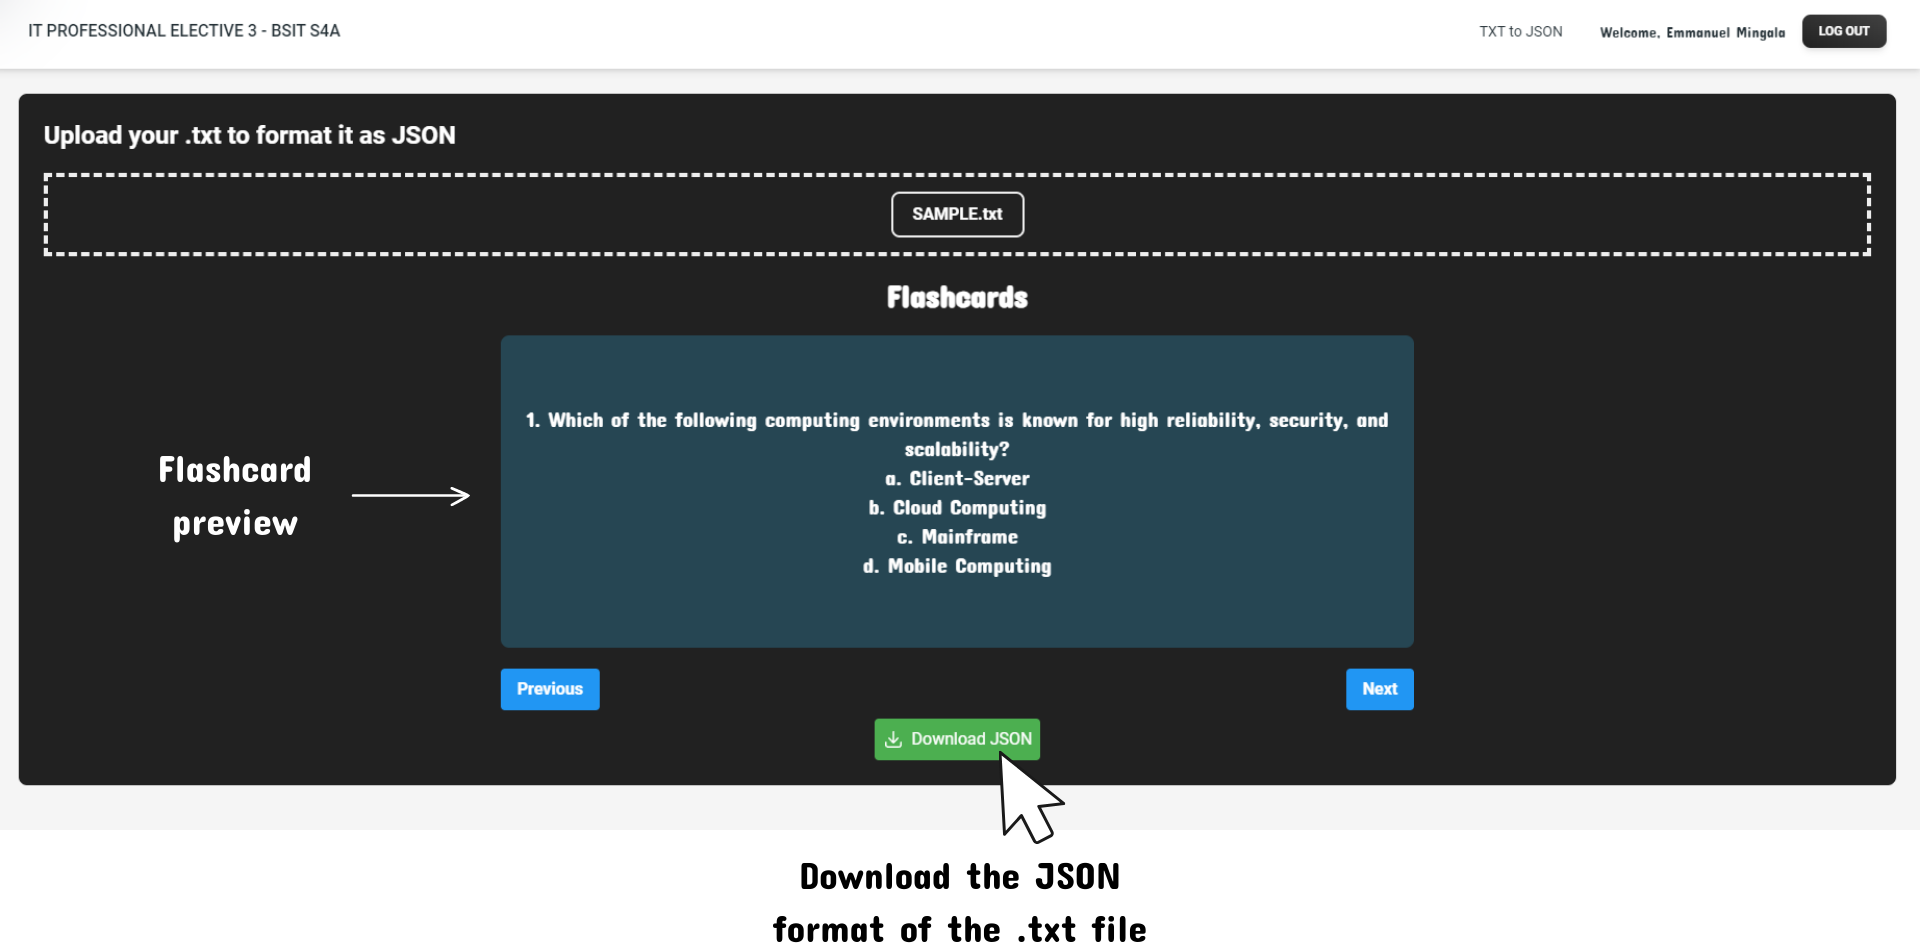 IT PROFESSIONAL ELECTIVE 3 - BSIT S4A
TXT to JSON
Welcome, Emmanuel Mingala
LOG OUT
Upload your .txt to format it as JSON
SAMPLE.txt
Flashcards
Flashcard
preview
1. Which of the following computing environments is known for high reliability, security, and
scalability?
a. Client-Server
b. Cloud Computing
c. Mainframe
d. Mobile Computing
Previous
Next
Download JSON
Download the JSON
format of the .txt file